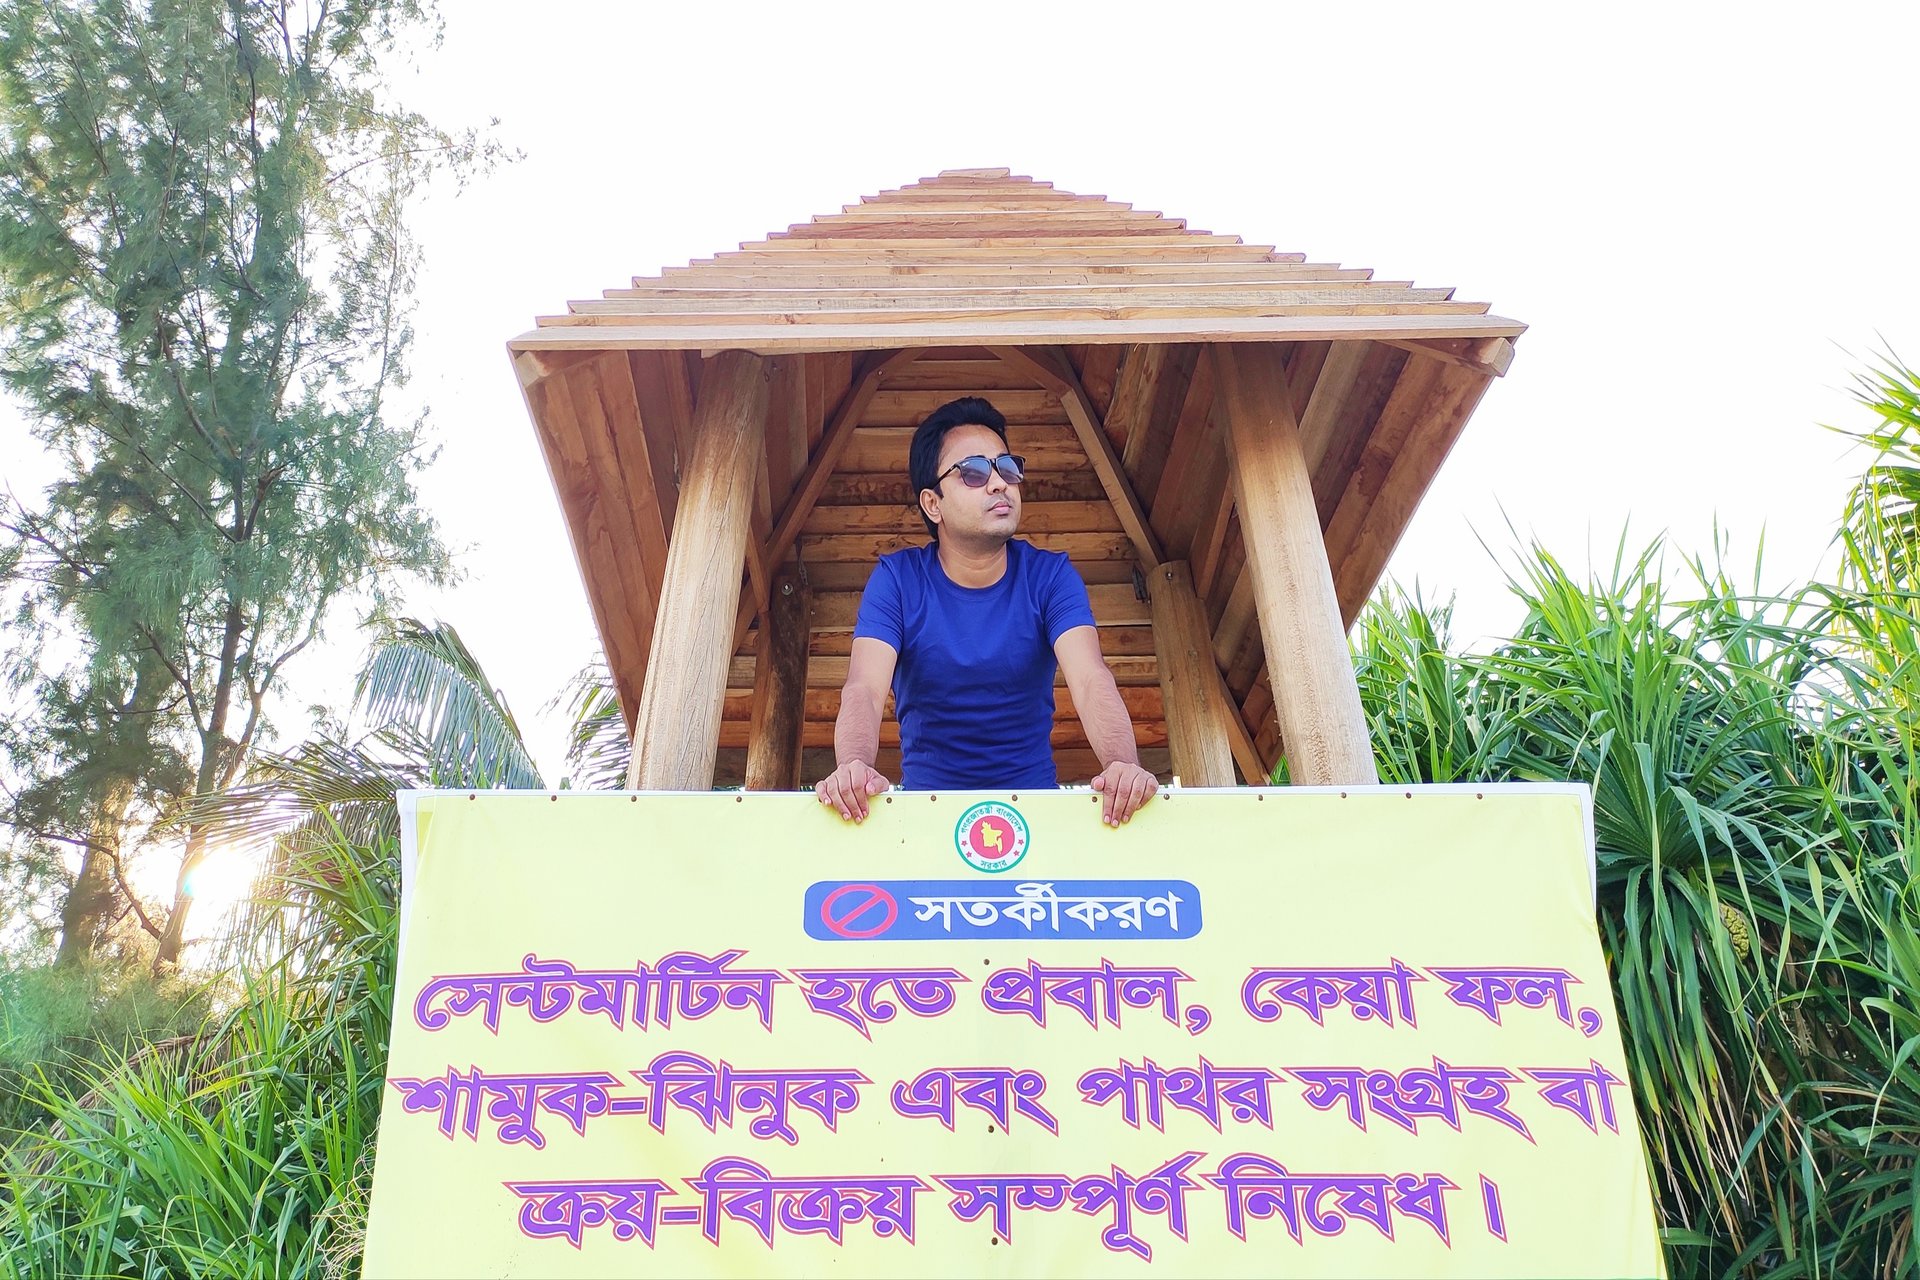 গণপ্রজাতন্ত্রী বাংলাদেশ
সরকার
সতর্কীকরণ
সেন্টমার্টিন হতে প্রবাল, কেয়া ফল,
শামুক-ঝিনুক এবং পাথর সংগ্রহ বা
ক্রয়-বিক্রয় সম্পূর্ণ নিষেধ।